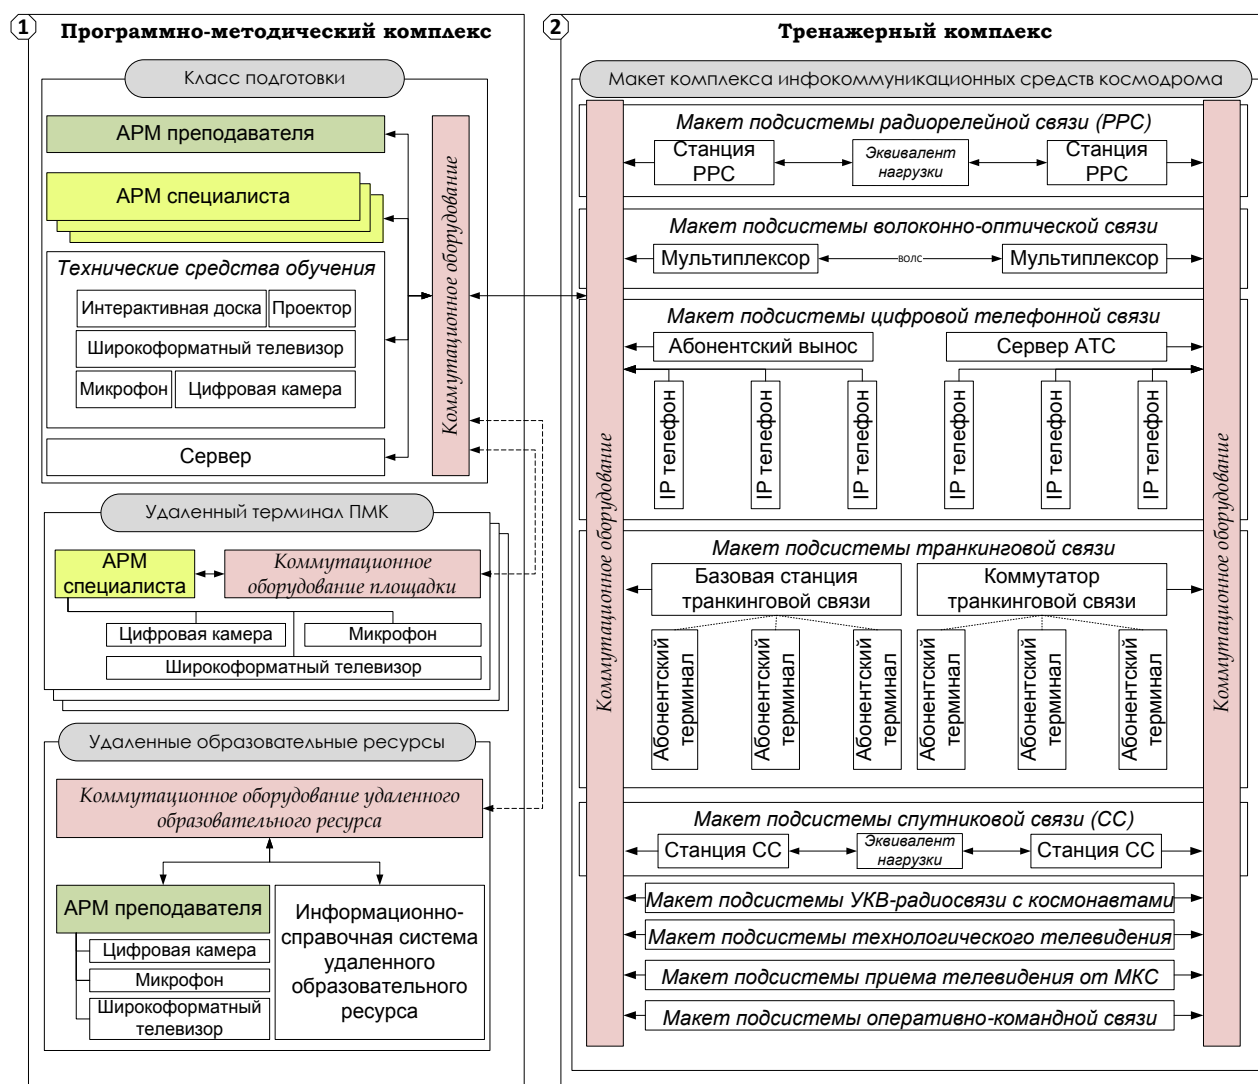 1
Программно-методический комплекс
Класс подготовки
АРМ преподавателя
АРМ специалиста
Технические средства обучения
Интерактивная доска
Проектор
Широкоформатный телевизор
Микрофон
Цифровая камера
Сервер
Коммутационное оборудование
Удаленный терминал ПМК
АРМ
специалиста
Коммутационное
оборудование площадки
Цифровая камера
Микрофон
Широкоформатный телевизор
Удаленные образовательные ресурсы
Коммутационное оборудование удаленного
образовательного ресурса
АРМ преподавателя
Цифровая камера
Микрофон
Широкоформатный
телевизор
Информационно-
справочная система
удаленного
образовательного
ресурса
2
Тренажерный комплекс
Макет комплекса инфокоммуникационных средств космодрома
Коммутационное оборудование
Коммутационное оборудование
Макет подсистемы радиорелейной связи (РРС)
Станция
РРС
Эквивалент
нагрузки
Станция
РРС
Макет подсистемы волоконно-оптической связи
Мультиплексор
волс
Мультиплексор
Макет подсистемы цифровой телефонной связи
Абонентский вынос
Сервер АТС
IP телефон
IP телефон
IP телефон
IP телефон
IP телефон
IP телефон
Макет подсистемы транкинговой связи
Базовая станция
транкинговой связи
Коммутатор
транкинговой связи
Абонентский
терминал
Абонентский
терминал
Абонентский
терминал
Абонентский
терминал
Абонентский
терминал
Абонентский
терминал
Макет подсистемы спутниковой связи (СС)
Станция СС
Эквивалент
нагрузки
Станция СС
Макет подсистемы УКВ-радиосвязи с космонавтами
Макет подсистемы технологического телевидения
Макет подсистемы приема телевидения от МКС
Макет подсистемы оперативно-командной связи